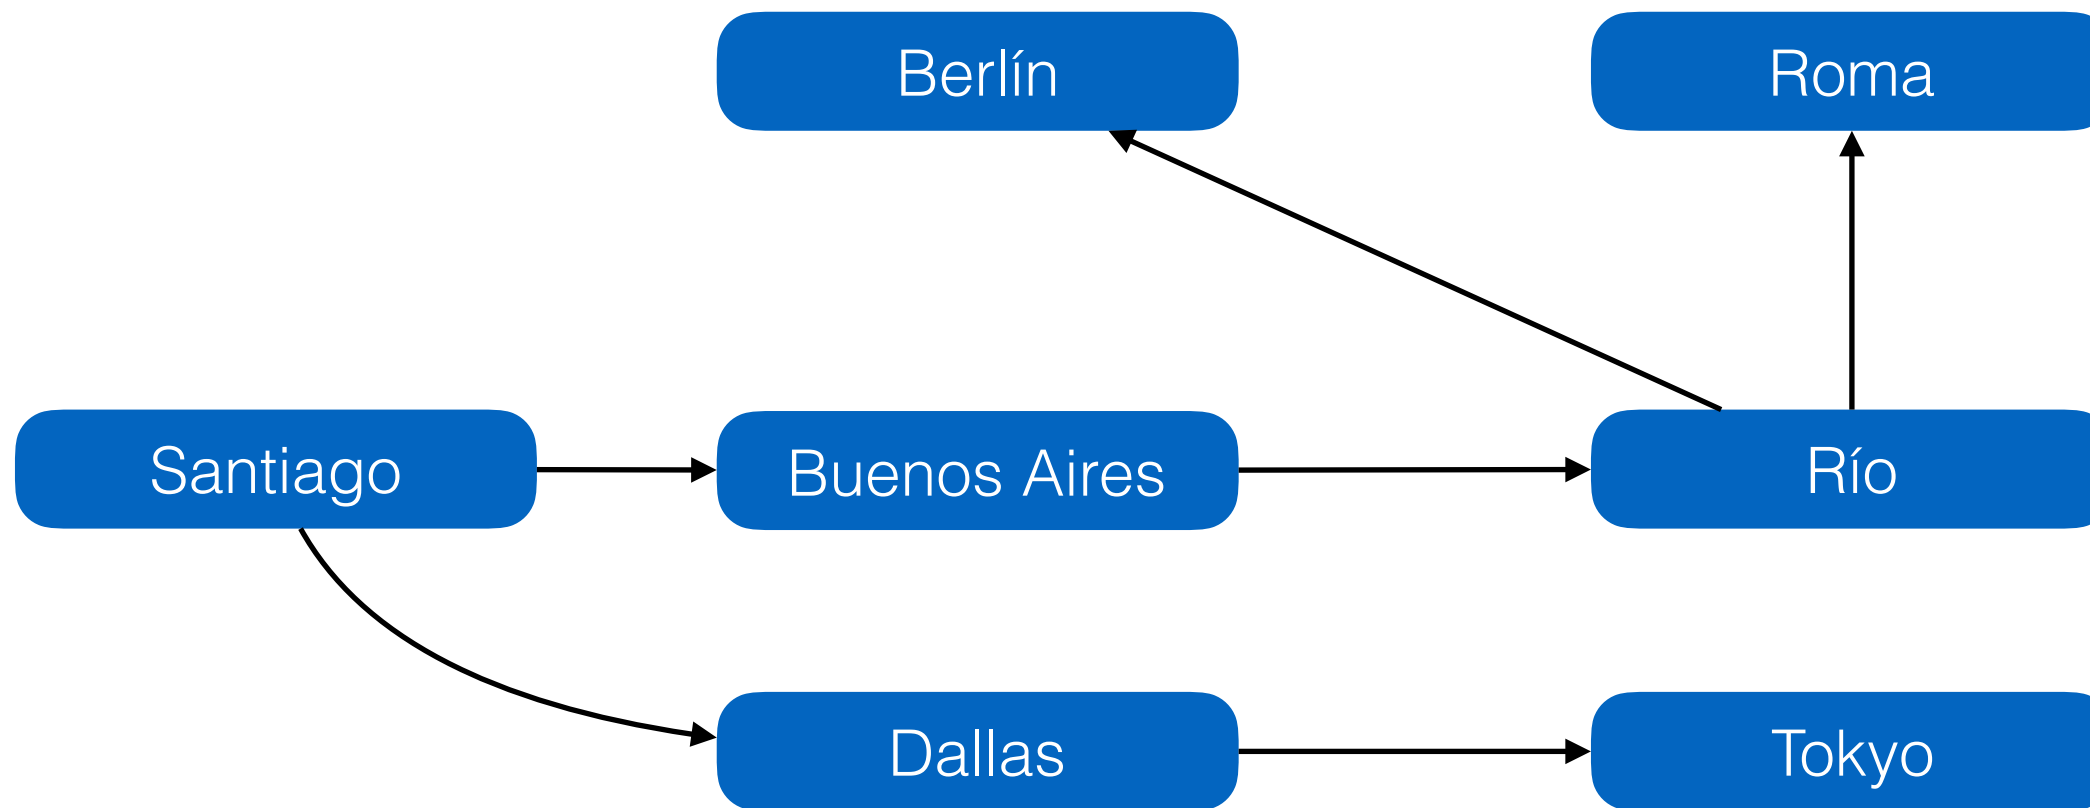 Berlín
Roma
Santiago
Buenos Aires
Río
Dallas
Tokyo